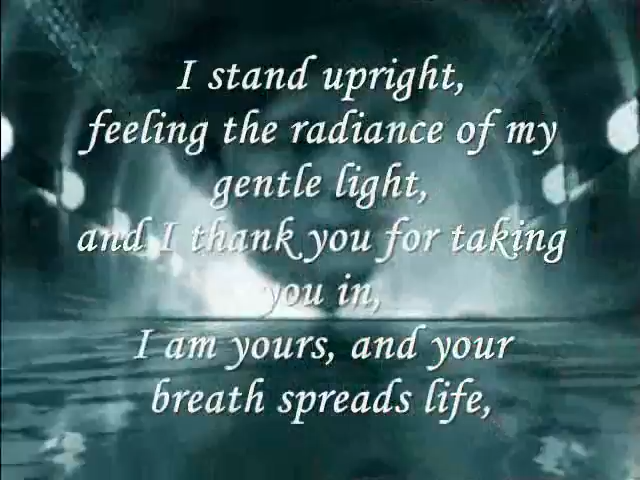 I stand upright,
feeling the radiance of my
gentle light,
and I thank you for taking
you in,
I am yours, and your
breath spreads life,